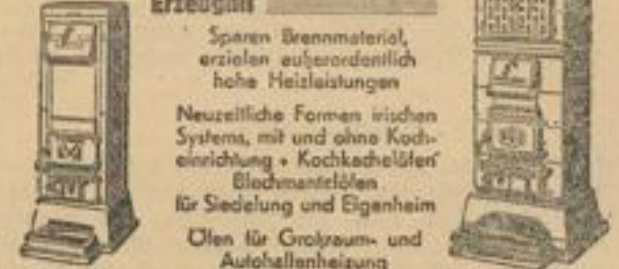 Erzeugnis
Sparen Brennmaterial,
erzielen außerordentlich
hohe Heizleistungen
Neuzeitliche Formen irischen
Systems, mit und ohne Koch-
einrichtung • Kochkachelöfen
Blechmantelöfen
für Siedelung und Eigenheim
Öfen für Großraum- und
Autohallenheizung